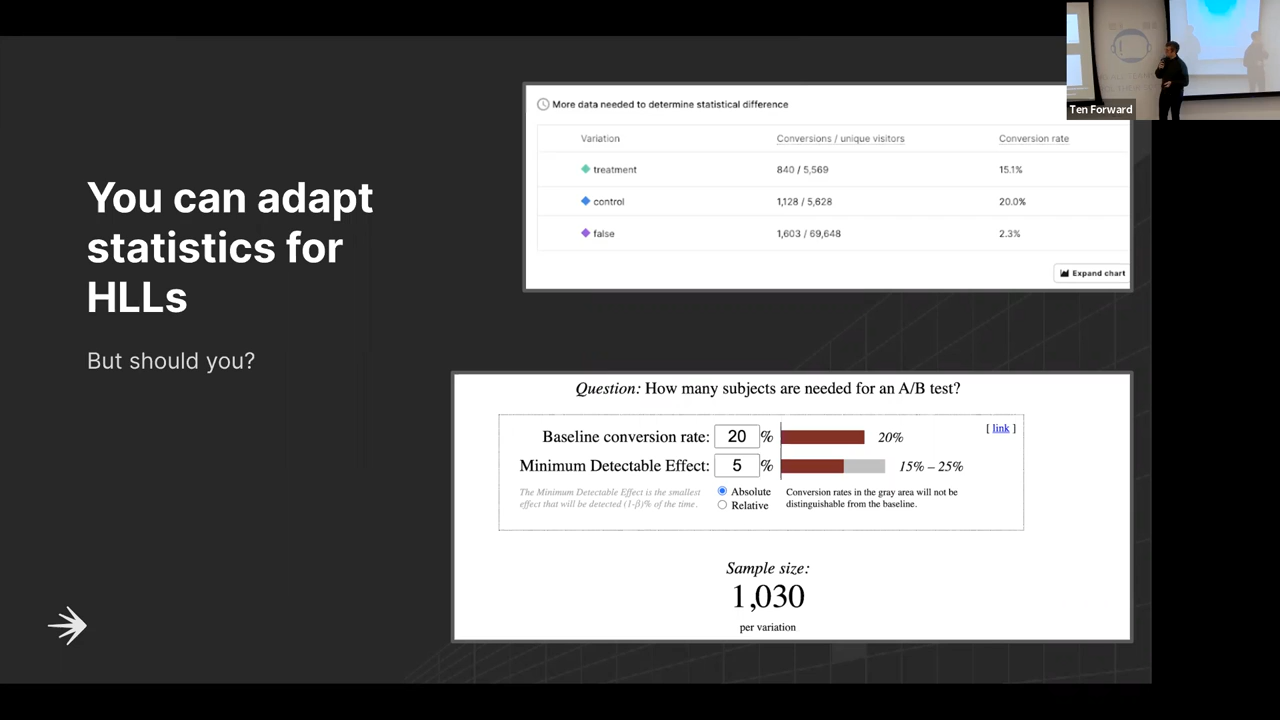 You can adapt
statistics for
HLLs
But should you?
More data needed to determine statistical difference
Variation Conversions / unique visitors Conversion rate
treatment 840 / 5,569 15.1%
control 1,128 / 5,628 20.0%
false 1,603 / 69,648 2.3%
Expand chart
Question: How many subjects are needed for an A/B test?
[ link ]
Baseline conversion rate: 20 % 20%
Minimum Detectable Effect: 5 % 15% – 25%
The Minimum Detectable Effect is the smallest
effect that will be detected (1-β)% of the time.
Absolute
Relative
Conversion rates in the gray area will not be
distinguishable from the baseline.
Sample size:
1,030
per variation
Ten Forward